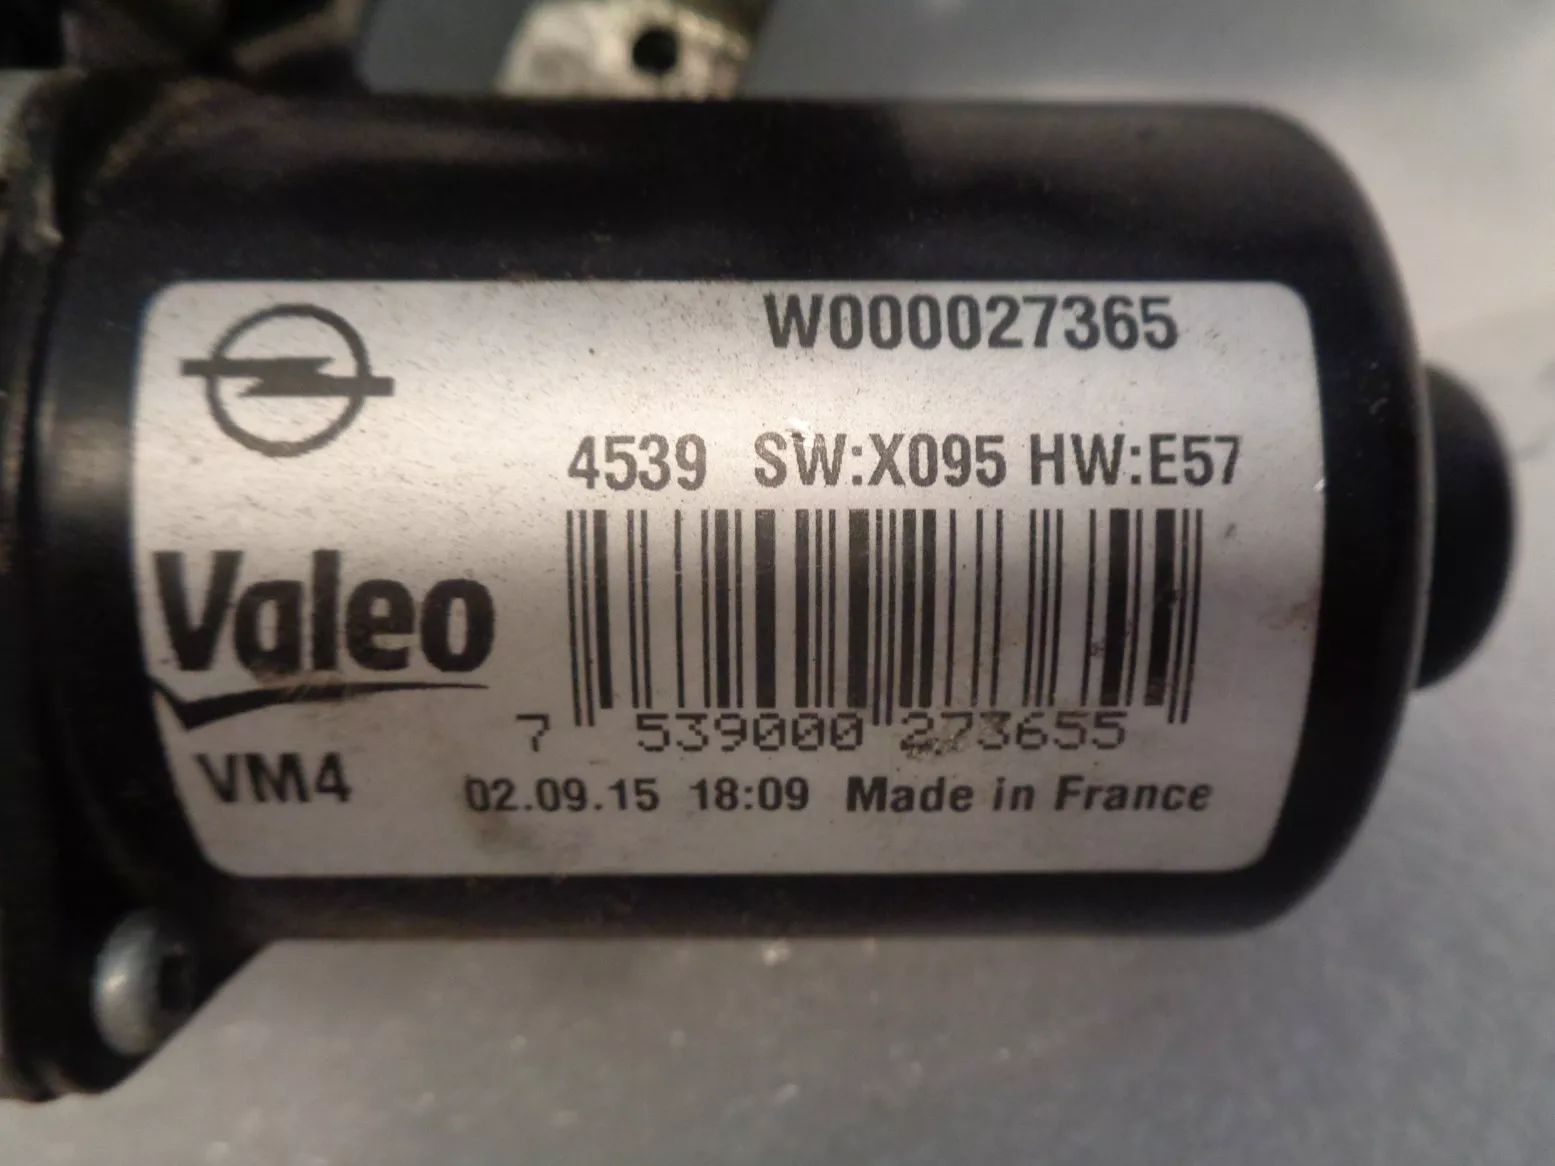 W000027365
4539 SW:X095 HW:E57
Valeo
7 539000 273655
VM4
02.09.15 18:09 Made in France